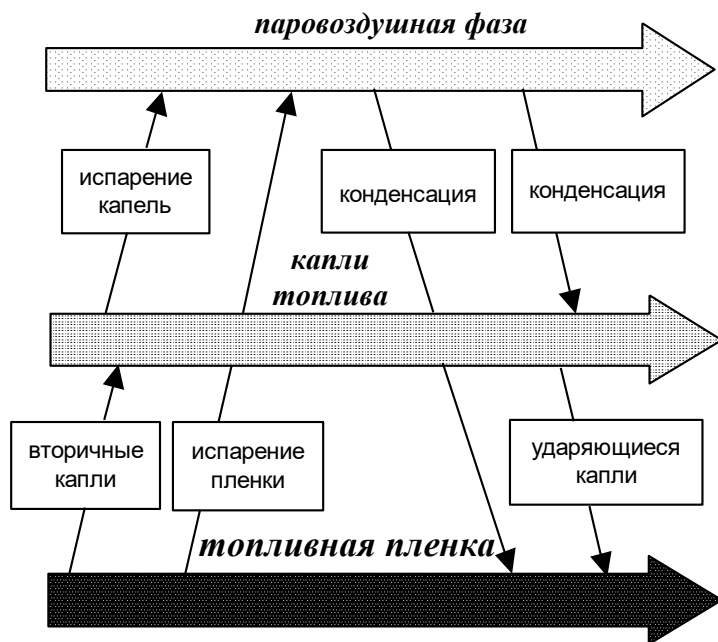 паровоздушная фаза
испарение
капель
конденсация
конденсация
капли
топлива
вторичные
капли
испарение
пленки
ударяющиеся
капли
топливная пленка